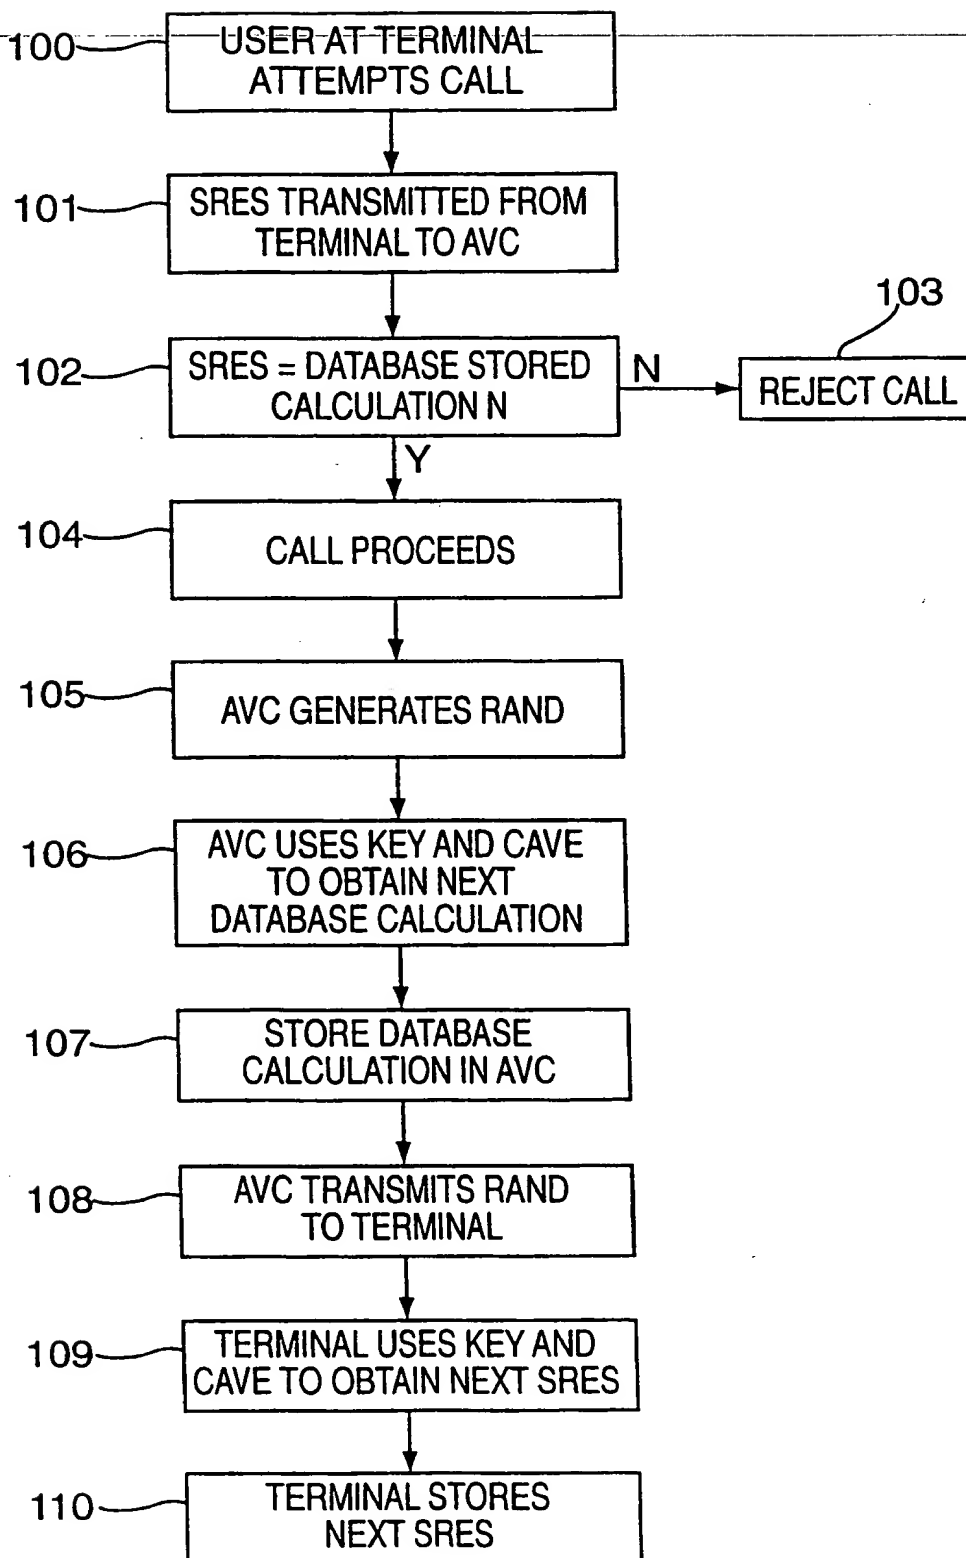 100
USER AT TERMINAL
ATTEMPTS CALL
101
SRES TRANSMITTED FROM
TERMINAL TO AVC
103
102
SRES = DATABASE STORED
CALCULATION N
N
REJECT CALL
Y
104
CALL PROCEEDS
105
AVC GENERATES RAND
106
AVC USES KEY AND CAVE
TO OBTAIN NEXT
DATABASE CALCULATION
107
STORE DATABASE
CALCULATION IN AVC
108
AVC TRANSMITS RAND
TO TERMINAL
109
TERMINAL USES KEY AND
CAVE TO OBTAIN NEXT SRES
110
TERMINAL STORES
NEXT SRES